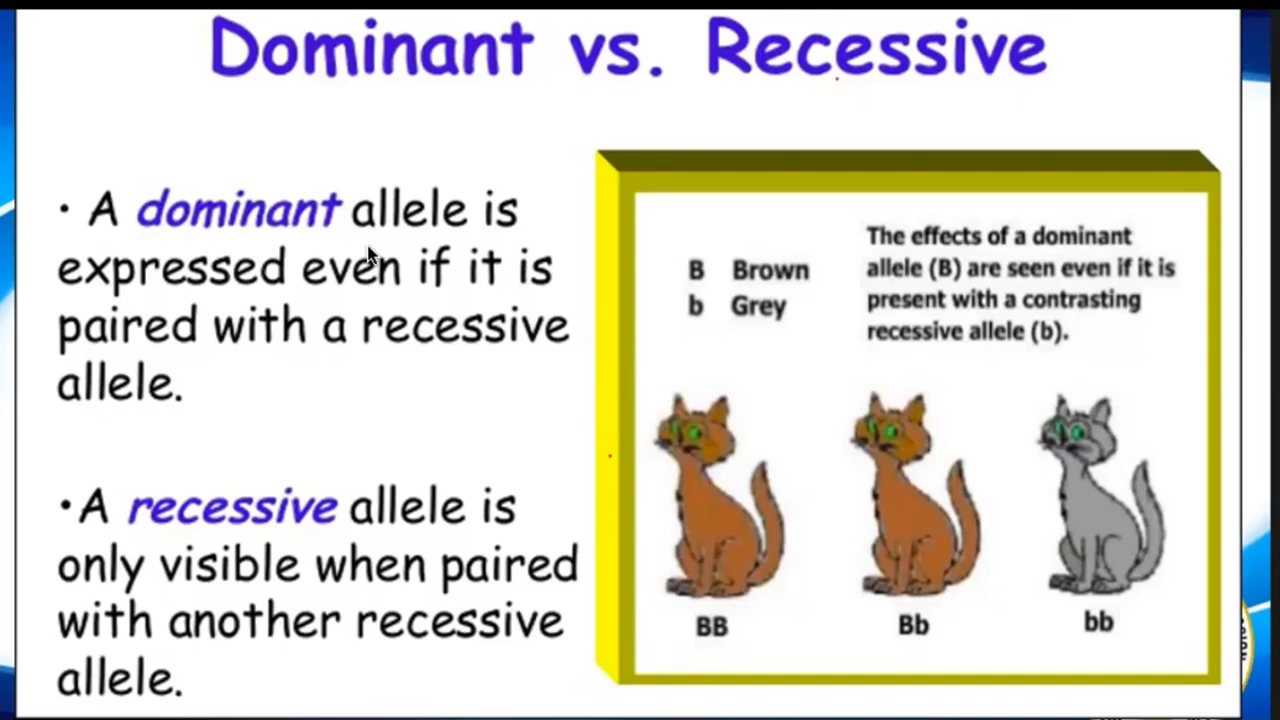 Dominant vs. Recessive
• A dominant allele is
expressed even if it is
paired with a recessive
allele.
•A recessive allele is
only visible when paired
with another recessive
allele.
B Brown
b Grey
The effects of a dominant
allele (B) are seen even if it is
present with a contrasting
recessive allele (b).
BB
Bb
bb